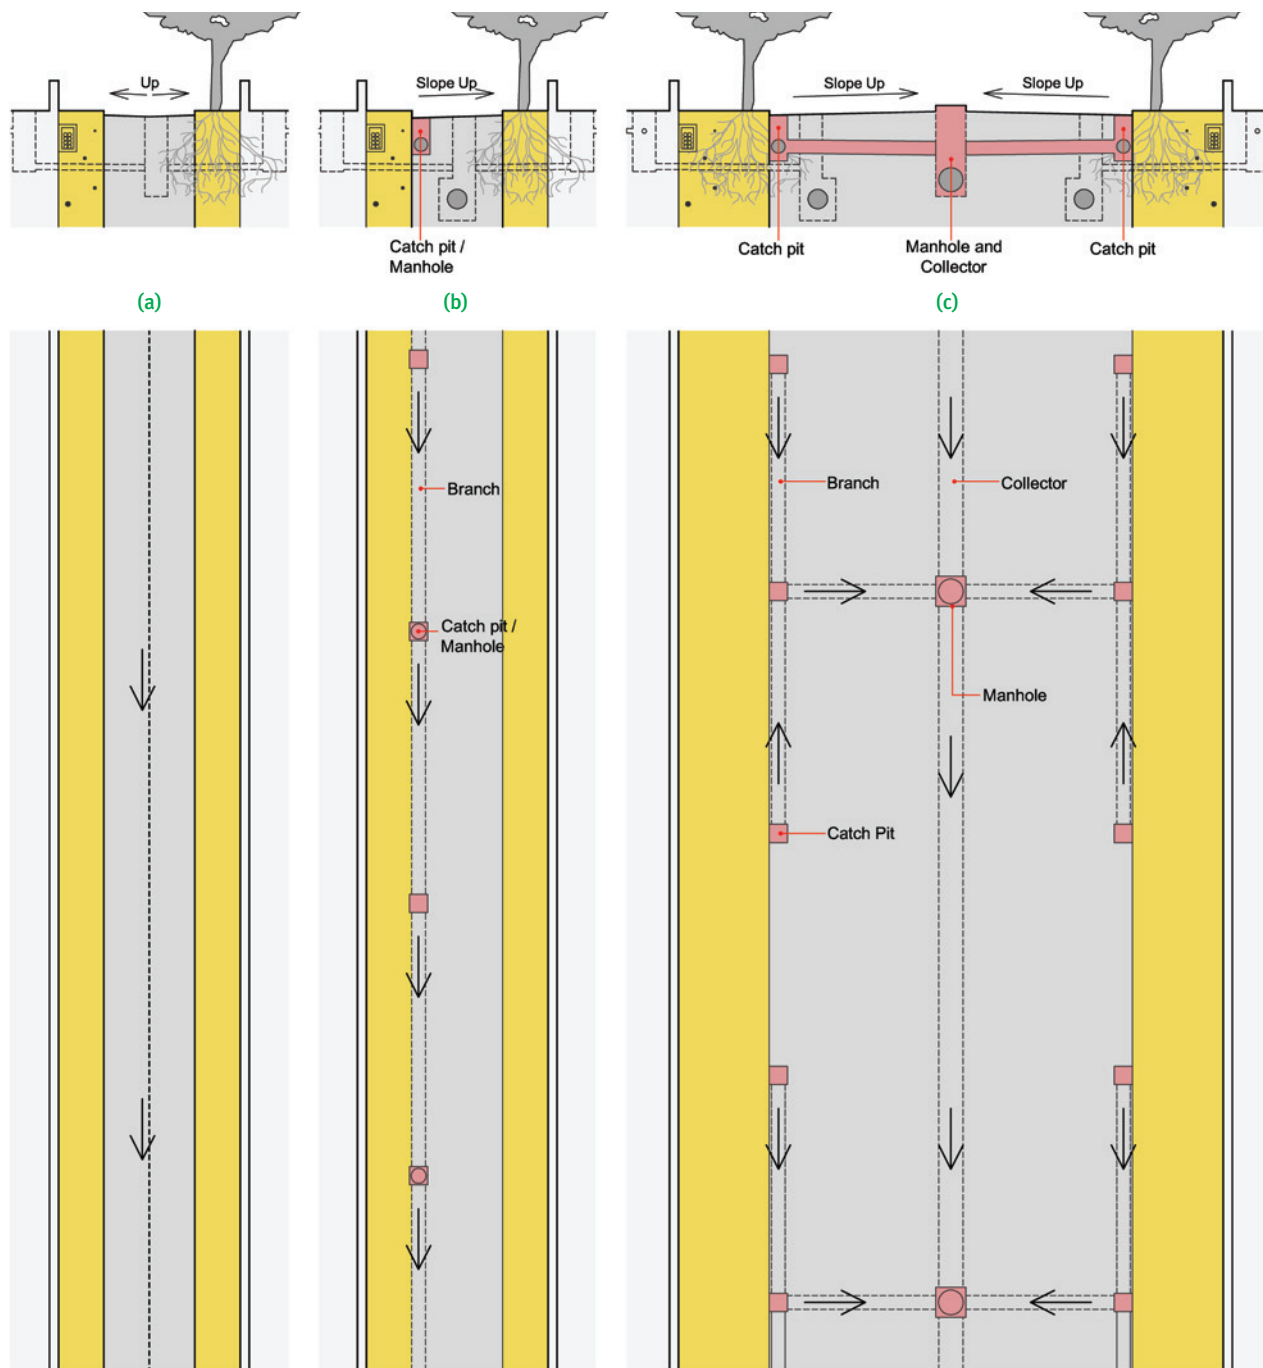 Up
Slope Up
Slope Up
Slope Up
Catch pit /
Manhole
Catch pit
Manhole and
Collector
Catch pit
(a)
(b)
(c)
Branch
Branch
Collector
Catch pit /
Manhole
Manhole
Catch Pit